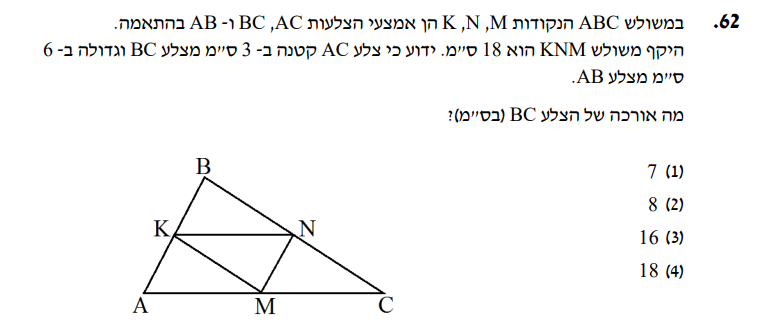 62. במשולש ABC הנקודות M, N, K הן אמצעי הצלעות AC, BC ו- AB בהתאמה.
היקף משולש KNM הוא 18 ס״מ. ידוע כי צלע AC קטנה ב- 3 ס״מ מצלע BC וגדולה ב- 6
ס״מ מצלע AB.
מה אורכה של הצלע BC (בס״מ)?
(1) 7
(2) 8
(3) 16
(4) 18
B
K N
A M C